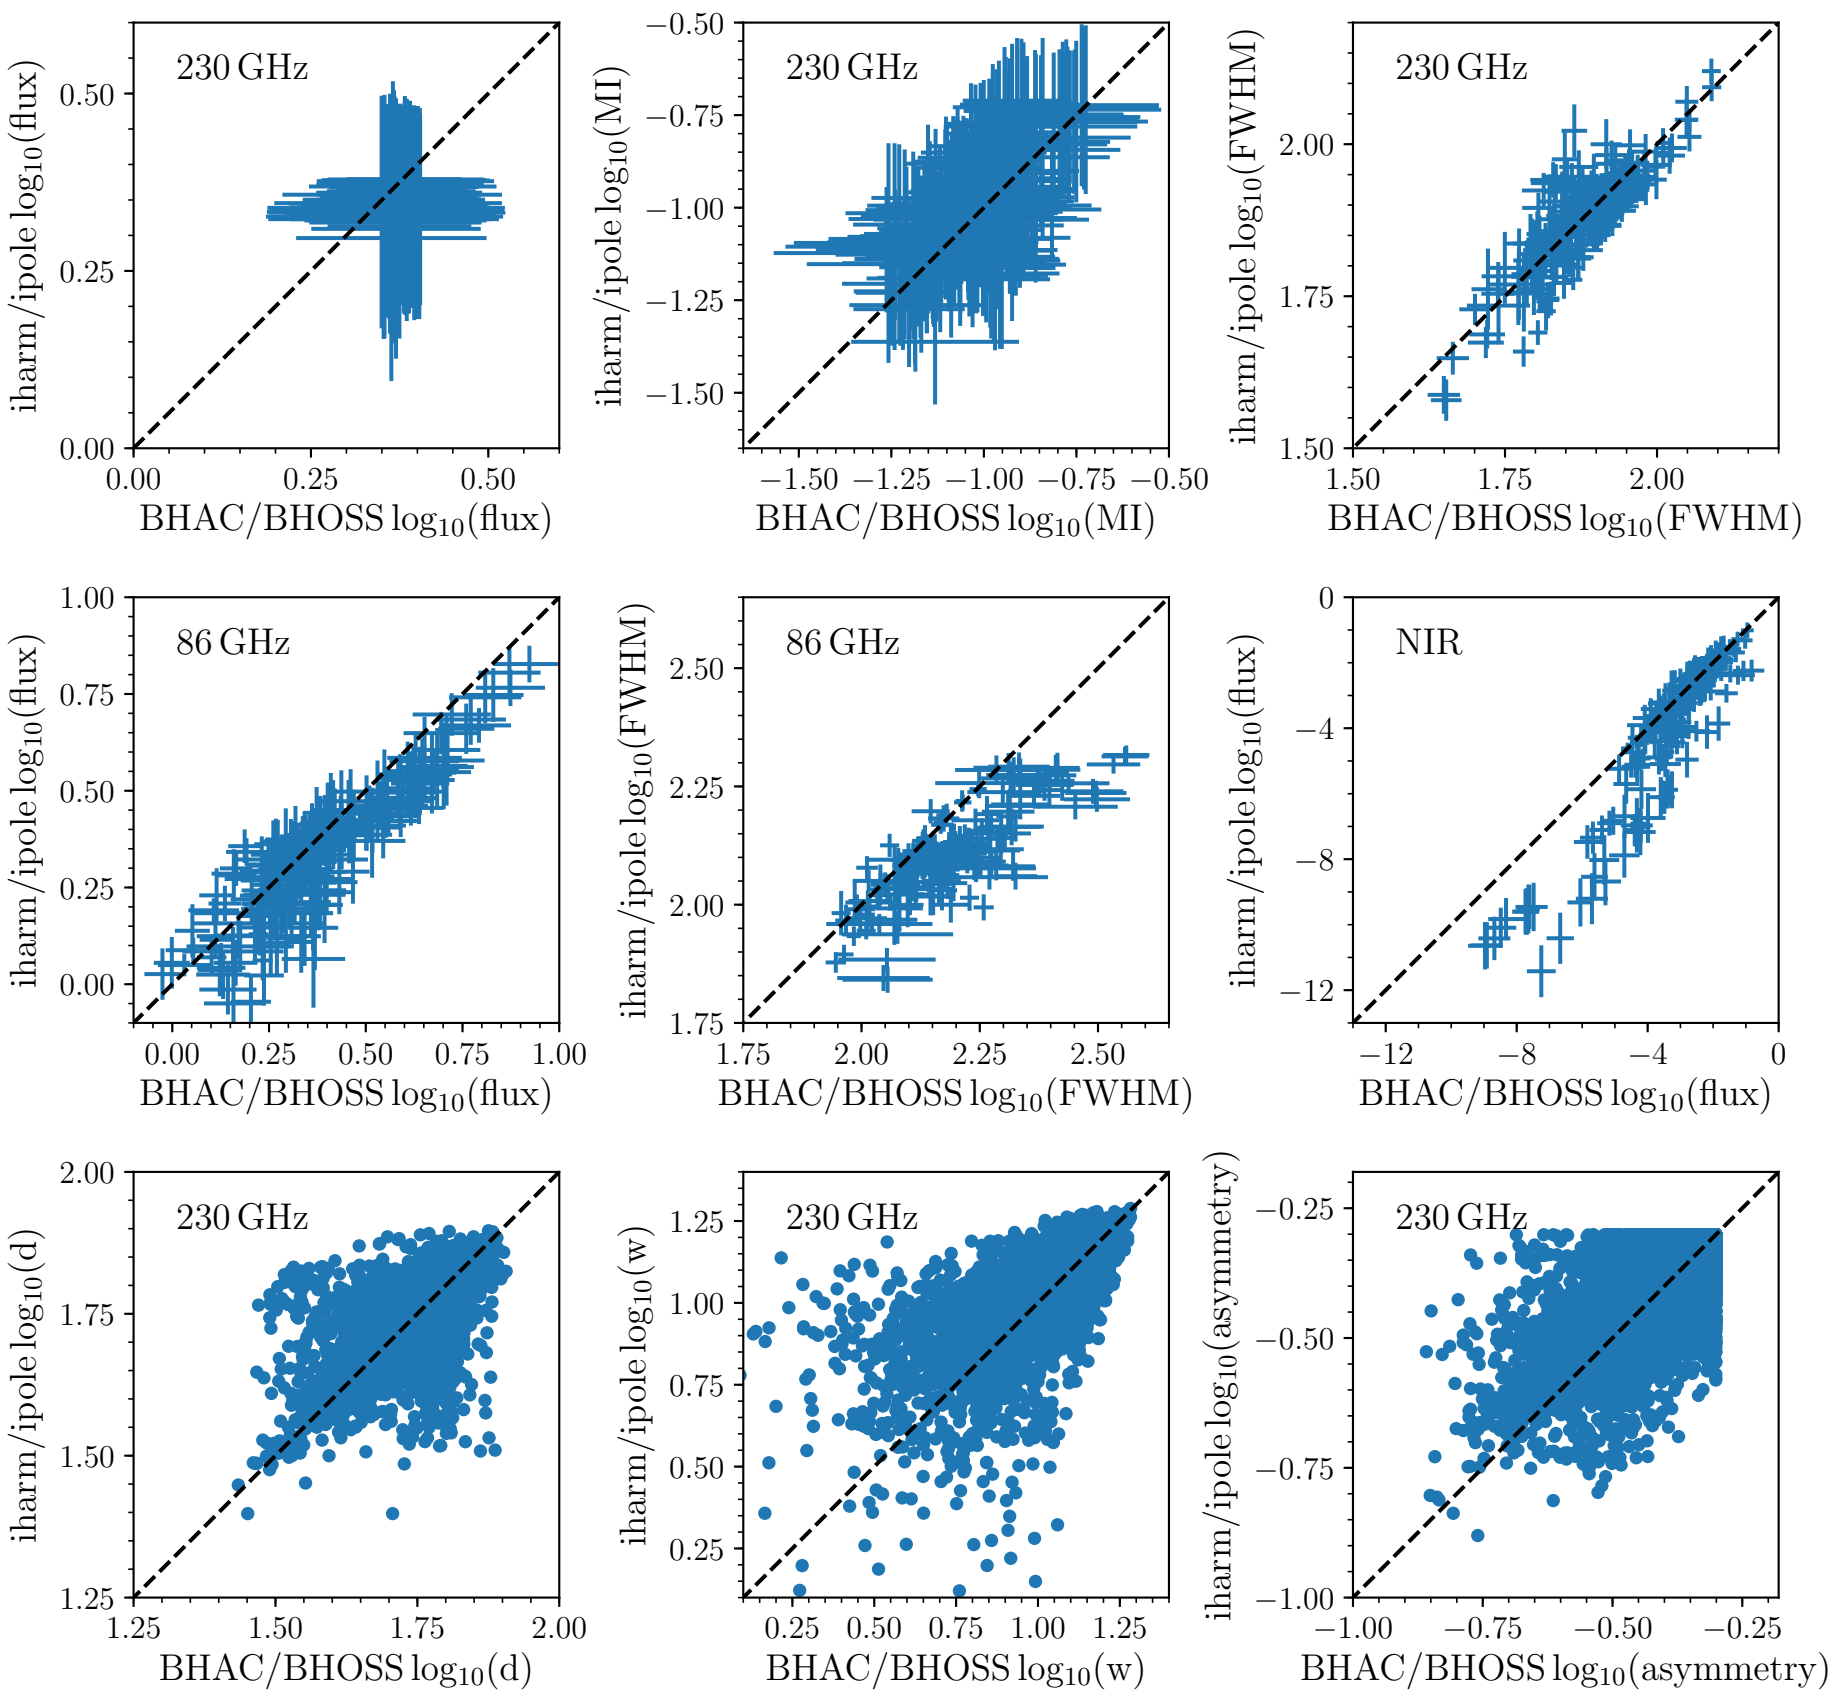 230 GHz
iharm/ipole log10(flux)
0.50
0.25
0.00
0.00 0.25 0.50
BHAC/BHOSS log10(flux)
230 GHz
iharm/ipole log10(MI)
−0.50
−0.75
−1.00
−1.25
−1.50
−1.50 −1.25 −1.00 −0.75 −0.50
BHAC/BHOSS log10(MI)
230 GHz
iharm/ipole log10(FWHM)
2.00
1.75
1.50
1.50 1.75 2.00
BHAC/BHOSS log10(FWHM)
86 GHz
iharm/ipole log10(flux)
1.00
0.75
0.50
0.25
0.00
0.00 0.25 0.50 0.75 1.00
BHAC/BHOSS log10(flux)
86 GHz
iharm/ipole log10(FWHM)
2.50
2.25
2.00
1.75
1.75 2.00 2.25 2.50
BHAC/BHOSS log10(FWHM)
NIR
iharm/ipole log10(flux)
0
−4
−8
−12
−12 −8 −4 0
BHAC/BHOSS log10(flux)
230 GHz
iharm/ipole log10(d)
2.00
1.75
1.50
1.25
1.25 1.50 1.75 2.00
BHAC/BHOSS log10(d)
230 GHz
iharm/ipole log10(w)
1.25
1.00
0.75
0.50
0.25
0.25 0.50 0.75 1.00 1.25
BHAC/BHOSS log10(w)
230 GHz
iharm/ipole log10(asymmetry)
−0.25
−0.50
−0.75
−1.00
−1.00 −0.75 −0.50 −0.25
BHAC/BHOSS log10(asymmetry)